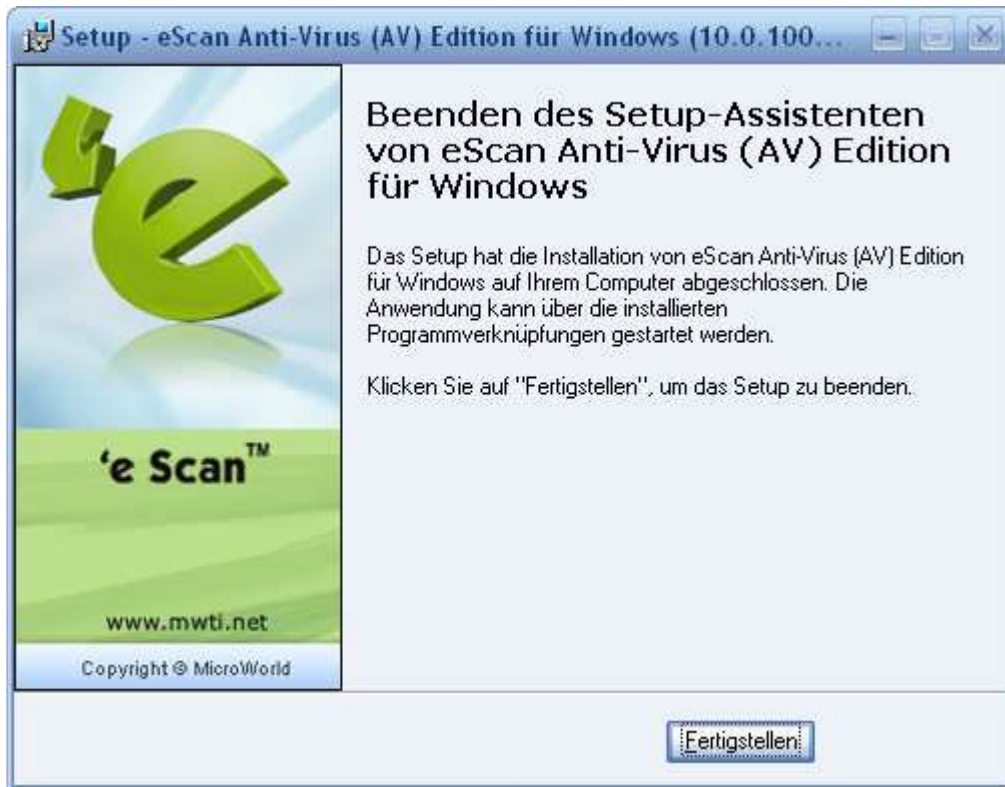 Setup - eScan Anti-Virus (AV) Edition für Windows (10.0.100...
Beenden des Setup-Assistenten
von eScan Anti-Virus (AV) Edition
für Windows
Das Setup hat die Installation von eScan Anti-Virus (AV) Edition
für Windows auf Ihrem Computer abgeschlossen. Die
Anwendung kann über die installierten
Programmverknüpfungen gestartet werden.
Klicken Sie auf "Fertigstellen", um das Setup zu beenden.
'e Scan™
www.mwti.net
Copyright © MicroWorld
Fertigstellen